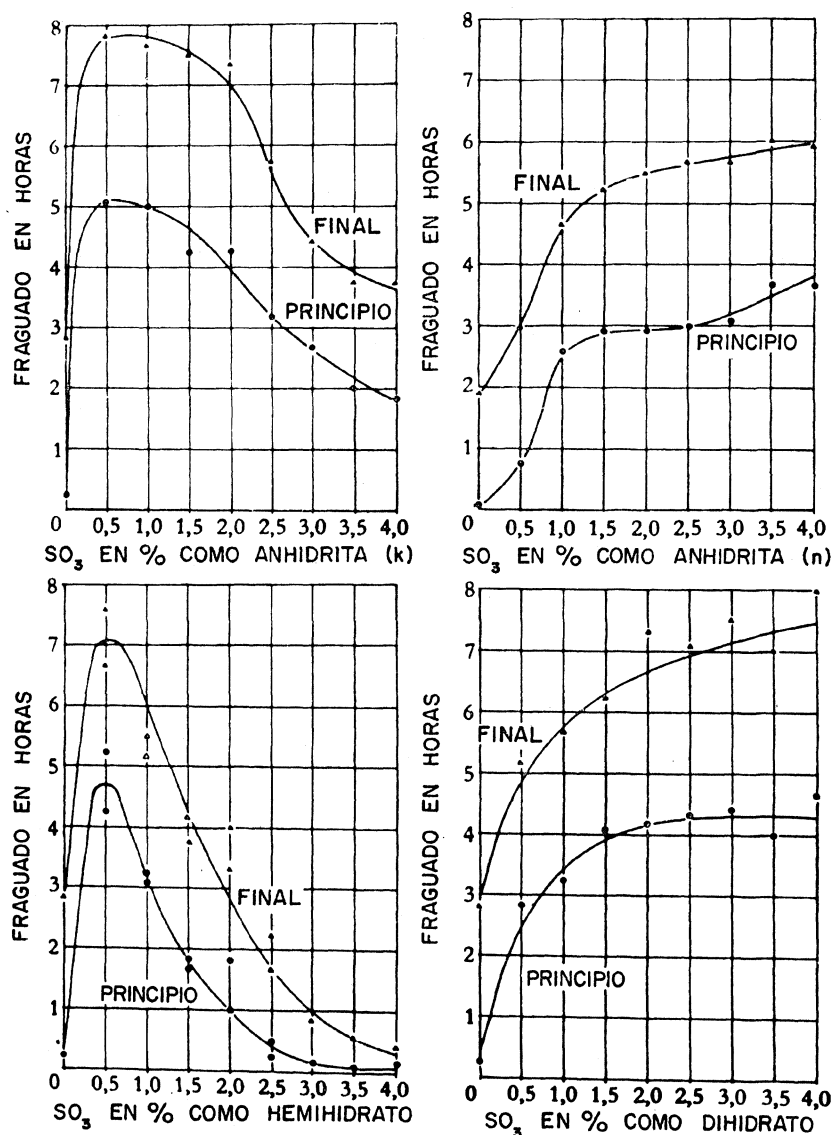 8
7
6
5
4
3
2
1
0
FRAGUADO EN HORAS
FINAL
PRINCIPIO
0,5 1,0 1,5 2,0 2,5 3,0 3,5 4,0
SO₃ EN % COMO ANHIDRITA (k)
8
7
6
5
4
3
2
1
0
FRAGUADO EN HORAS
FINAL
PRINCIPIO
0,5 1,0 1,5 2,0 2,5 3,0 3,5 4,0
SO₃ EN % COMO ANHIDRITA (n)
8
7
6
5
4
3
2
1
0
FRAGUADO EN HORAS
FINAL
PRINCIPIO
0,5 1,0 1,5 2,0 2,5 3,0 3,5 4,0
SO₃ EN % COMO HEMIHIDRATO
8
7
6
5
4
3
2
1
0
FRAGUADO EN HORAS
FINAL
PRINCIPIO
0,5 1,0 1,5 2,0 2,5 3,0 3,5 4,0
SO₃ EN % COMO DIHIDRATO